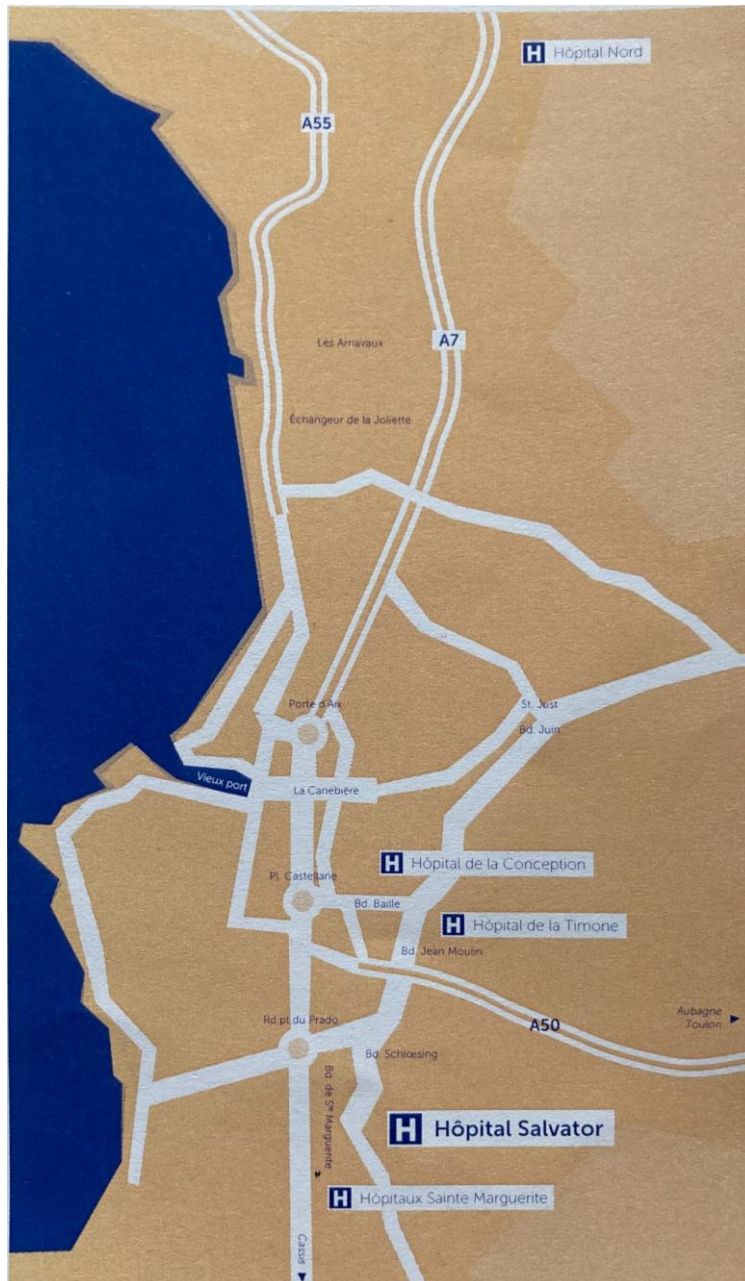 H Hôpital Nord
A55
A7
Les Arnavaux
Échangeur de la Joliette
Porte d'Aix
St. Just
Bd. Juin
Vieux port
La Canebière
H Hôpital de la Conception
Pl. Castellane
Bd. Baille
H Hôpital de la Timone
Bd. Jean Moulin
Aubagne
Toulon
Rd pt du Prado
A50
Bd. Schlœsing
Bd. de Ste Marguerite
H Hôpital Salvator
H Hôpitaux Sainte Marguerite
Cassis